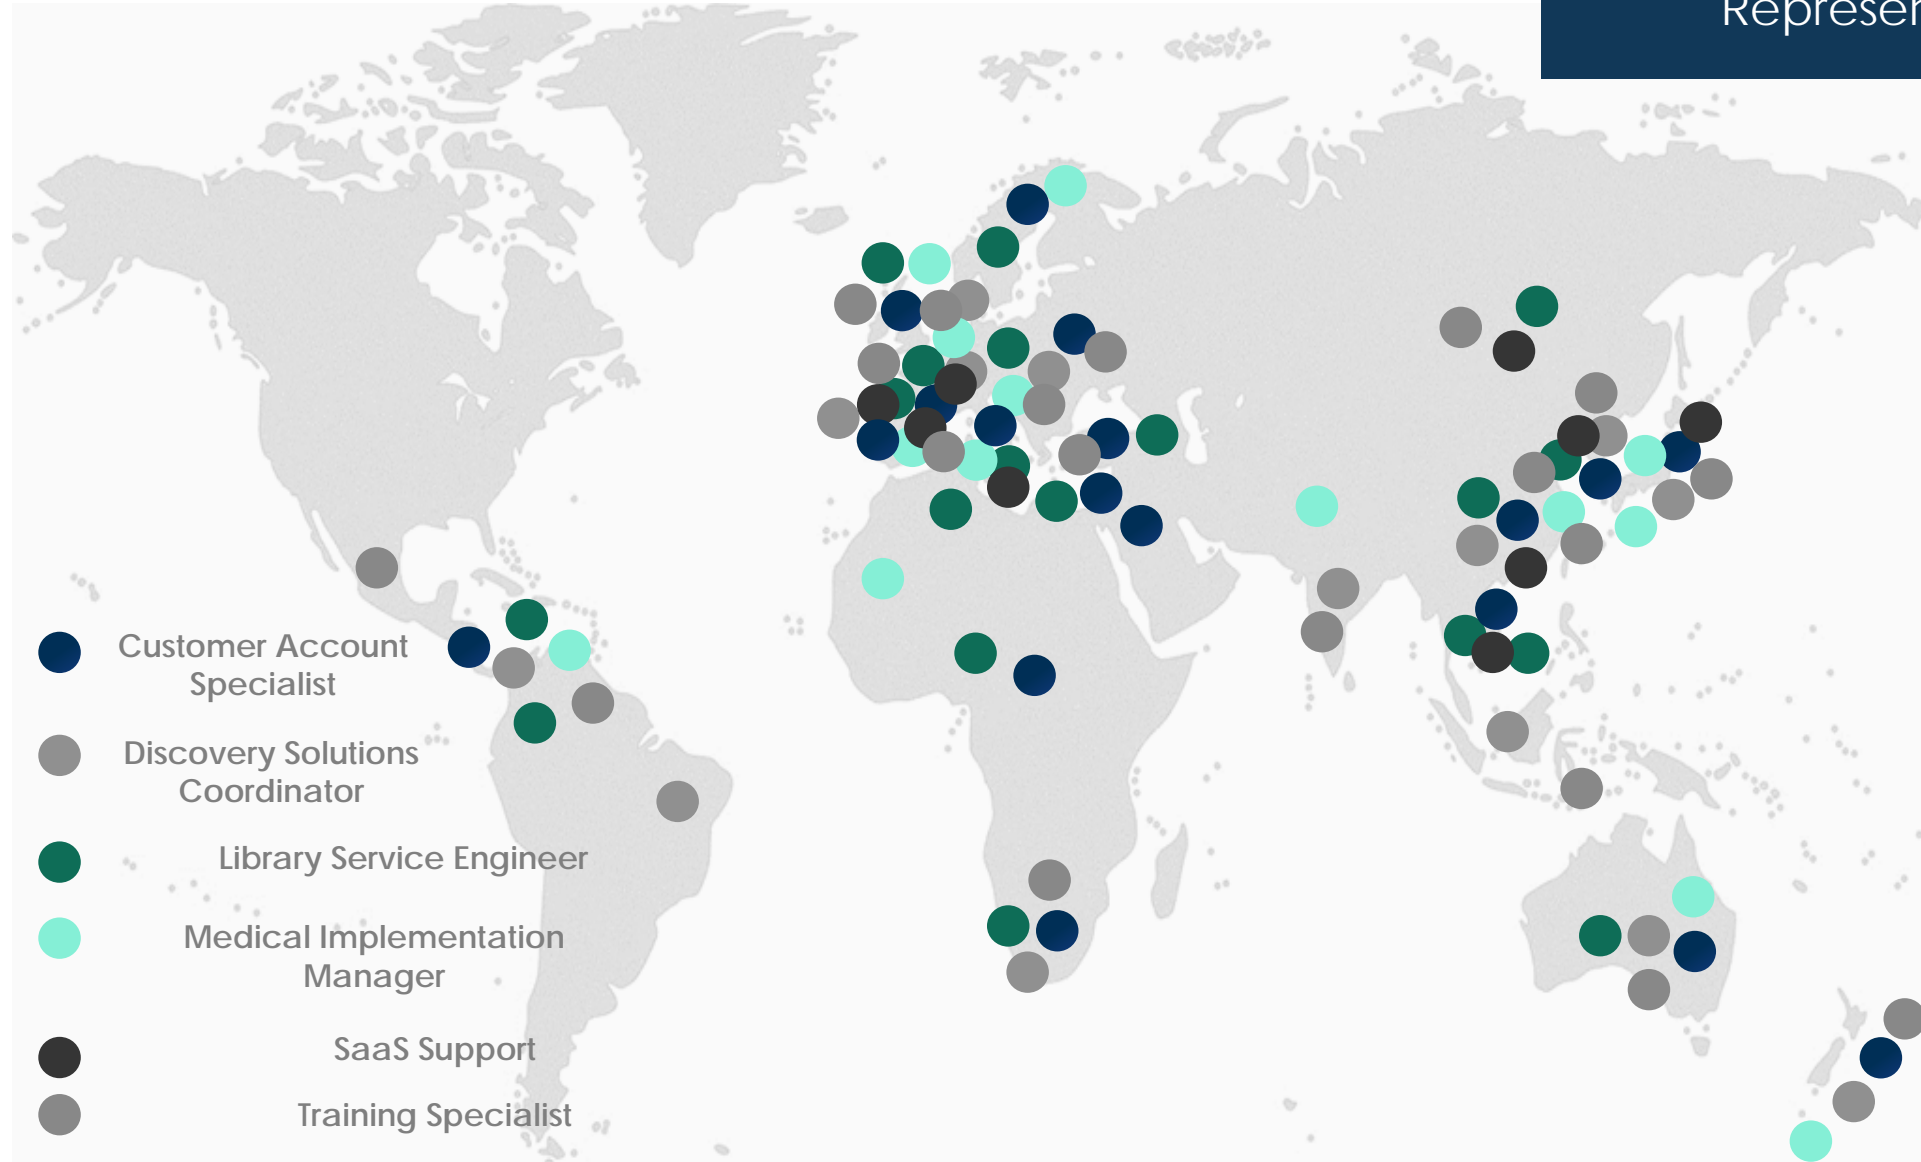 Customer Account
Specialist
Discovery Solutions
Coordinator
Library Service Engineer
Medical Implementation
Manager
SaaS Support
Training Specialist